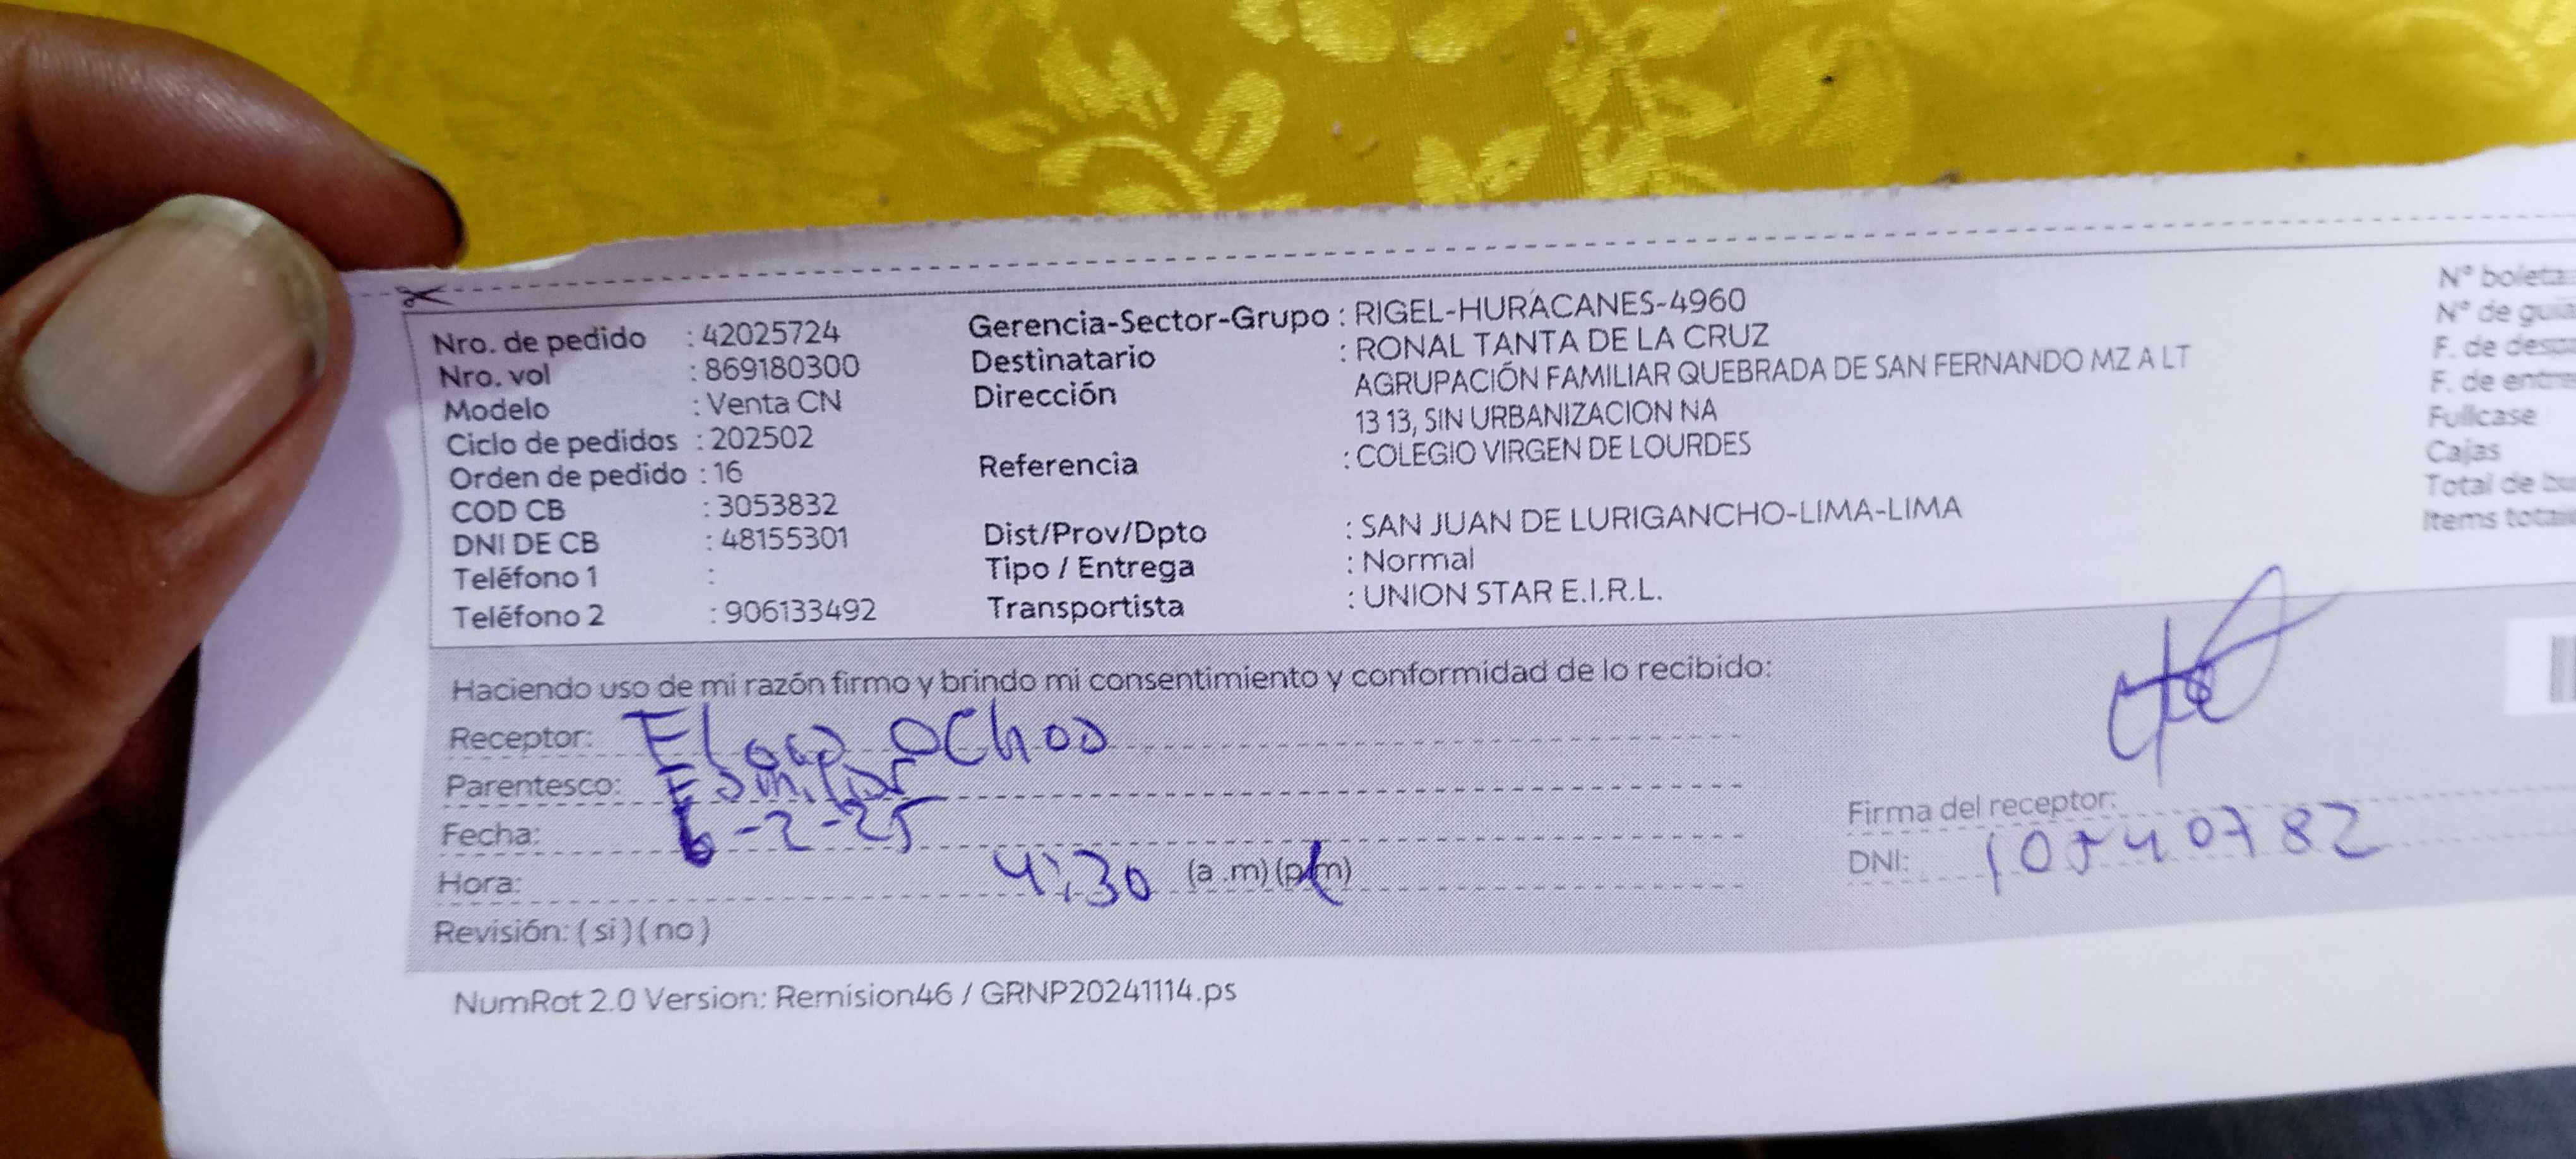 Nro. de pedido : 42025724
Nro. vol : 869180300
Modelo : Venta CN
Ciclo de pedidos : 202502
Orden de pedido : 16
COD CB : 3053832
DNI DE CB : 48155301
Teléfono 1 :
Teléfono 2 : 906133492
Gerencia-Sector-Grupo : RIGEL-HURACANES-4960
Destinatario : RONAL TANTA DE LA CRUZ
Dirección AGRUPACIÓN FAMILIAR QUEBRADA DE SAN FERNANDO MZ A LT
13 13, SIN URBANIZACION NA
Referencia : COLEGIO VIRGEN DE LOURDES
Dist/Prov/Dpto : SAN JUAN DE LURIGANCHO-LIMA-LIMA
Tipo / Entrega : Normal
Transportista : UNION STAR E.I.R.L.
N° boleta
N° de guia
F. de desp
F. de entre
Fullcase
Cajas
Total de bu
Items tota
Haciendo uso de mi razón firmo y brindo mi consentimiento y conformidad de lo recibido:
Receptor: OChoa
Parentesco: Familiar
Fecha: 6-2-25
Hora: 4:30 (a .m) (p.m)
Revisión: ( si ) ( no )
Firma del receptor:
DNI: 10540782
NumRot 2.0 Version: Remision46 / GRNP20241114.ps